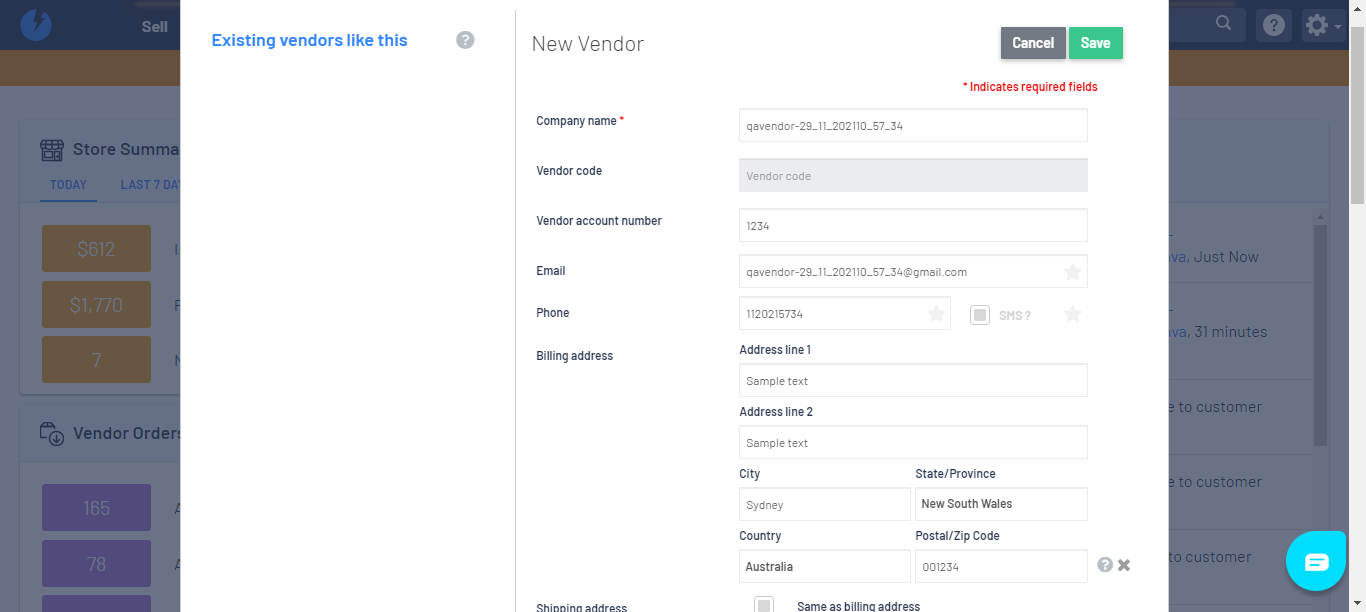 Sell
Existing vendors like this
?
New Vendor
Cancel
Save
?
* Indicates required fields
Company name *
qavendor-29_11_202110_57_34
Vendor code
Vendor code
Vendor account number
1234
Email
qavendor-29_11_202110_57_34@gmail.com
Phone
1120215734
SMS ?
Billing address
Address line 1
Sample text
Address line 2
Sample text
City
State/Province
Sydney
New South Wales
Country
Postal/Zip Code
Australia
001234
?
Shipping address
Same as billing address
Store Summa
TODAY
LAST 7 DA
$612
$1,770
7
Vendor Orders
165
78
va, Just Now
va, 31 minutes
e to customer
e to customer
to customer